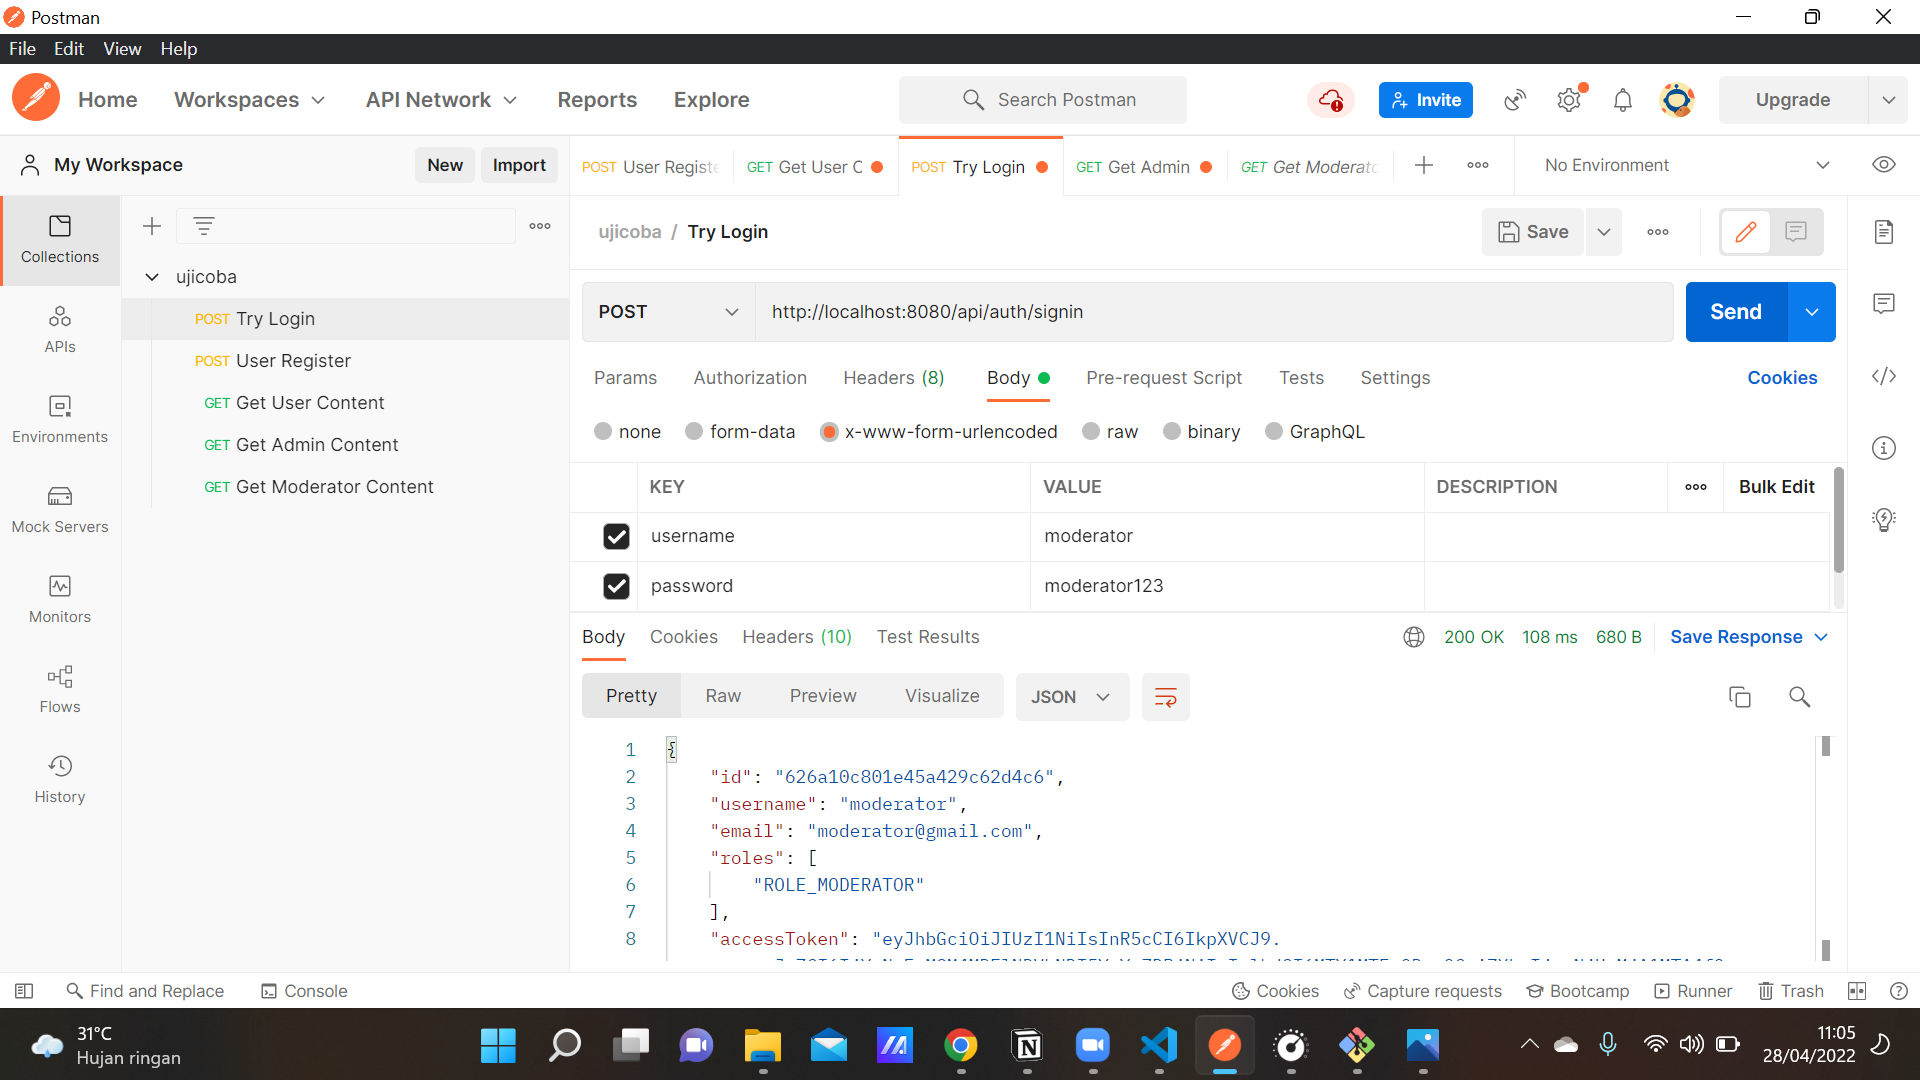 Postman
File Edit View Help
Home Workspaces API Network Reports Explore Search Postman Invite Upgrade
My Workspace New Import POST User Registe GET Get User C POST Try Login GET Get Admin GET Get Moderato No Environment
Collections
APIs
Environments
Mock Servers
Monitors
Flows
History
ujicoba
POST Try Login
POST User Register
GET Get User Content
GET Get Admin Content
GET Get Moderator Content
ujicoba / Try Login Save
POST http://localhost:8080/api/auth/signin Send
Params Authorization Headers (8) Body Pre-request Script Tests Settings Cookies
none form-data x-www-form-urlencoded raw binary GraphQL
KEY VALUE DESCRIPTION Bulk Edit
username moderator
password moderator123
Body Cookies Headers (10) Test Results 200 OK 108 ms 680 B Save Response
Pretty Raw Preview Visualize JSON
1 {
2 "id": "626a10c801e45a429c62d4c6",
3 "username": "moderator",
4 "email": "moderator@gmail.com",
5 "roles": [
6 "ROLE_MODERATOR"
7 ],
8 "accessToken": "eyJhbGciOiJIUzI1NiIsInR5cCI6IkpXVCJ9.
Find and Replace Console Cookies Capture requests Bootcamp Runner Trash
31°C
Hujan ringan
11:05
28/04/2022